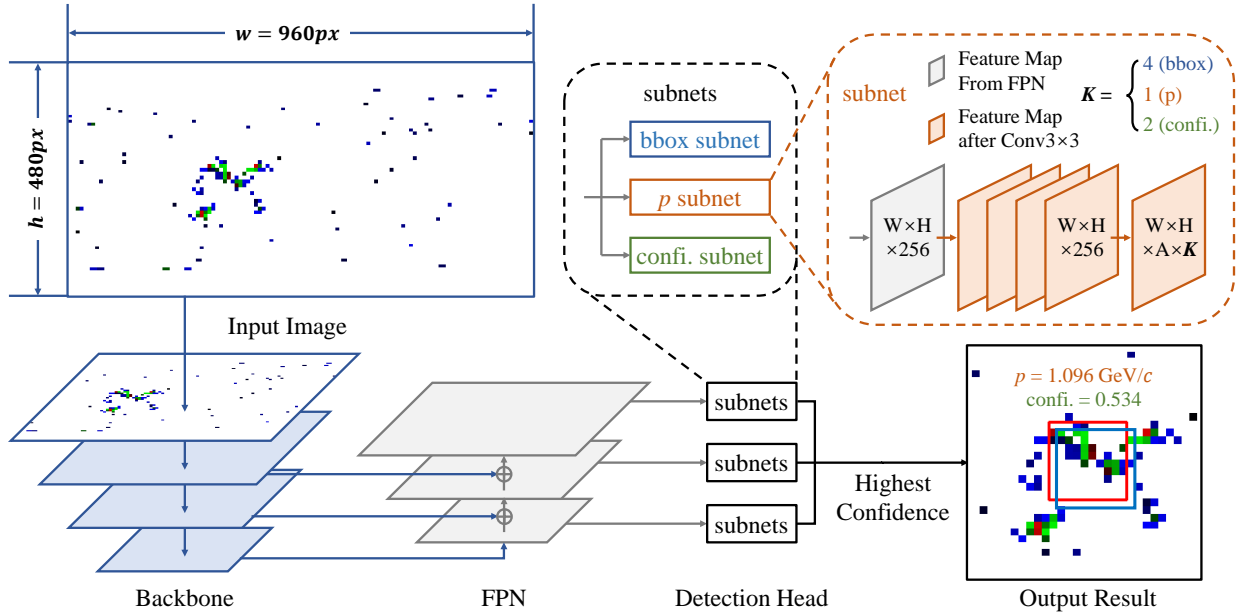 w = 960px
h = 480px
Input Image
Backbone
FPN
subnets
bbox subnet
p subnet
confi. subnet
subnet
Feature Map
From FPN
Feature Map
after Conv3×3
K =
4 (bbox)
1 (p)
2 (confi.)
W×H
×256
W×H
×256
W×H
×A×K
subnets
subnets
subnets
Detection Head
Highest
Confidence
p = 1.096 GeV/c
confi. = 0.534
Output Result